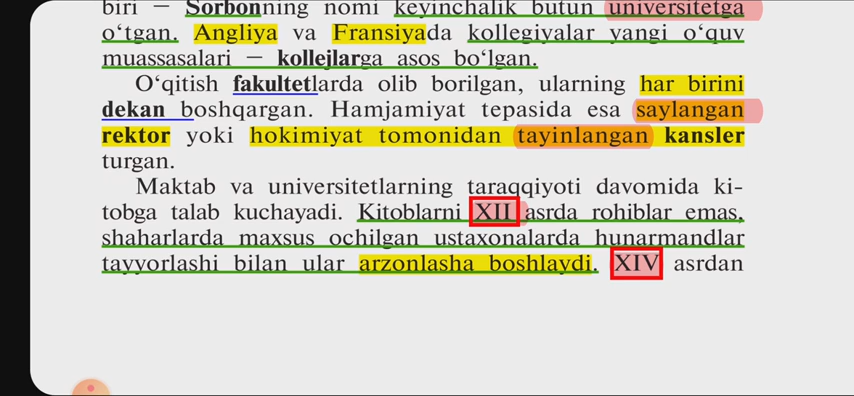 biri — Sorbonning nomi keyinchalik butun universitetga
o‘tgan. Angliya va Fransiyada kollegiyalar yangi o‘quv
muassasalari — kollejlarga asos bo‘lgan.
O‘qitish fakultetlarda olib borilgan, ularning har birini
dekan boshqargan. Hamjamiyat tepasida esa saylangan
rektor yoki hokimiyat tomonidan tayinlangan kansler
turgan.
Maktab va universitetlarning taraqqiyoti davomida ki-
tobga talab kuchayadi. Kitoblarni XII asrda rohiblar emas,
shaharlarda maxsus ochilgan ustaxonalarda hunarmandlar
tayyorlashi bilan ular arzonlasha boshlaydi. XIV asrdan